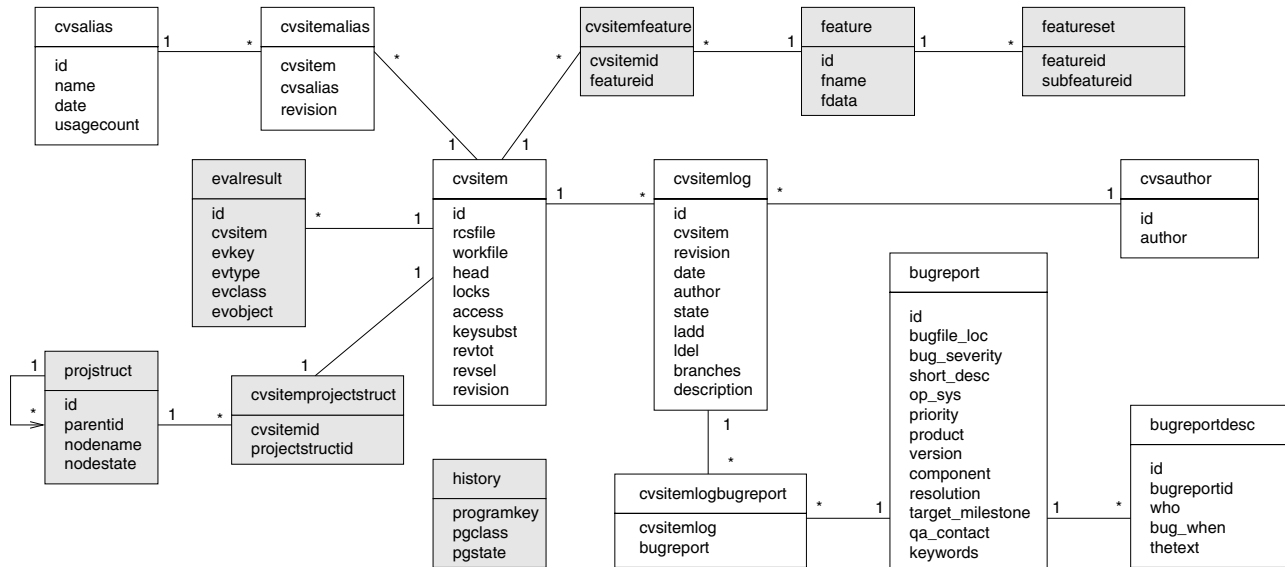 cvsalias
id
name
date
usagecount
1
*
cvsitemalias
cvsitem
cvsalias
revision
*
1
cvsitemfeature
cvsitemid
featureid
*
1
*
1
feature
id
fname
fdata
1
*
featureset
featureid
subfeatureid
evalresult
id
cvsitem
evkey
evtype
evclass
evobject
*
1
cvsitem
id
rcsfile
workfile
head
locks
access
keysubst
revtot
revsel
revision
1
*
cvsitemlog
id
cvsitem
revision
date
author
state
ladd
ldel
branches
description
*
1
cvsauthor
id
author
1
1
projstruct
id
parentid
nodename
nodestate
1
*
1
*
cvsitemprojectstruct
cvsitemid
projectstructid
history
programkey
pgclass
pgstate
1
*
cvsitemlogbugreport
cvsitemlog
bugreport
*
1
bugreport
id
bugfile_loc
bug_severity
short_desc
op_sys
priority
product
version
component
resolution
target_milestone
qa_contact
keywords
1
*
bugreportdesc
id
bugreportid
who
bug_when
thetext